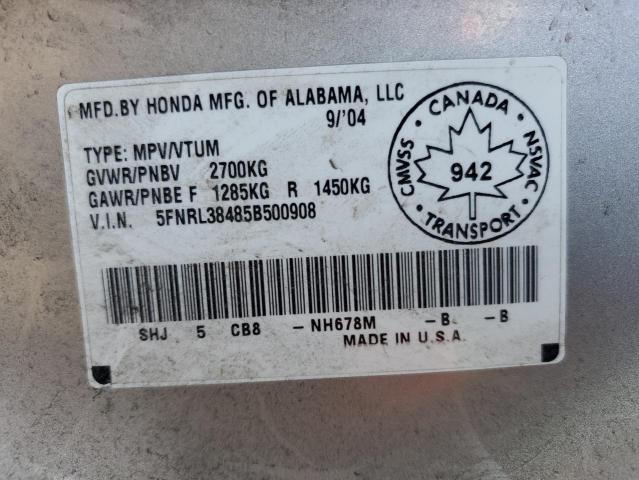 MFD.BY HONDA MFG. OF ALABAMA, LLC
9/'04
TYPE: MPV/VTUM
GVWR/PNBV 2700KG
GAWR/PNBE F 1285KG R 1450KG
V.I.N. 5FNRL38485B500908
CANADA
CMVSS 942 NSVAC
TRANSPORT
SHJ 5 CB8 -NH678M -B -B
MADE IN U.S.A.